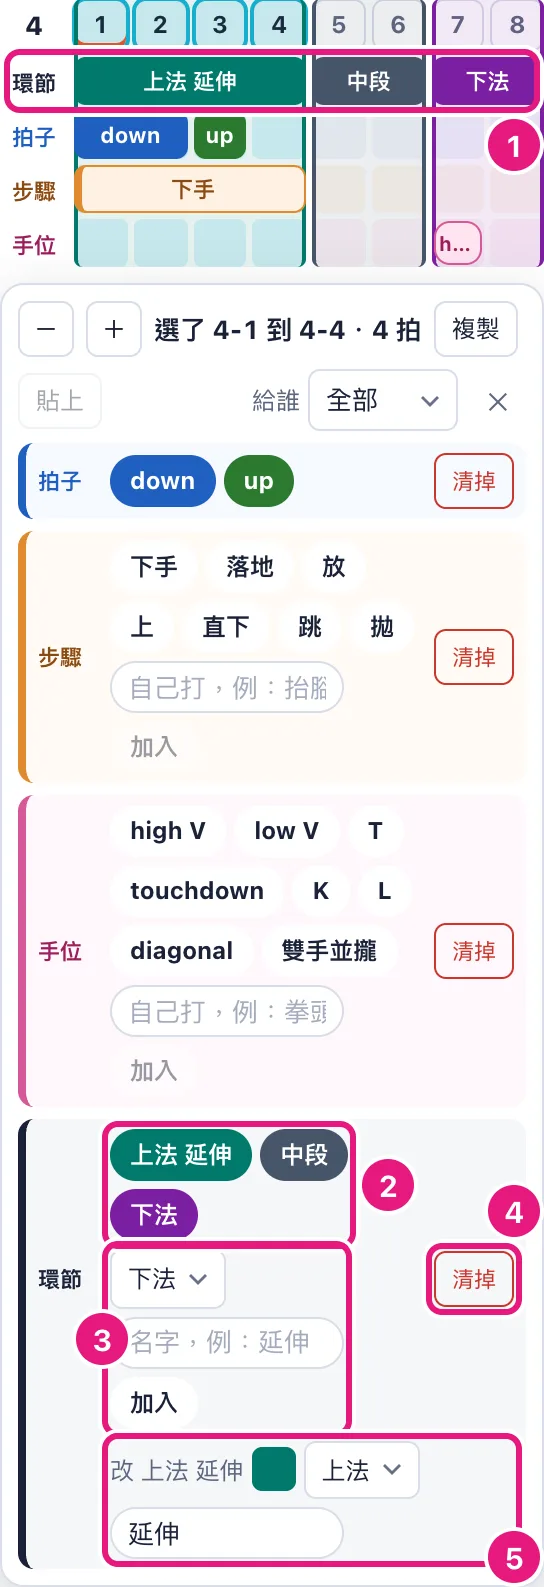 4 1 2 3 4 5 6 7 8
環節 上法 延伸 中段 下法
1
拍子 down up
步驟 下手
手位 h...
− + 選了 4-1 到 4-4 · 4 拍 複製
貼上 給誰 全部 ×
拍子 down up 清掉
下手 落地 放
上 直下 跳 拋
步驟 清掉
自己打，例：抬腳
加入
high V low V T
touchdown K L
手位 diagonal 雙手並攏 清掉
自己打，例：拳頭
加入
上法 延伸 中段
2
下法
4
環節 下法 清掉
3 名字，例：延伸
加入
改 上法 延伸 上法
延伸
5